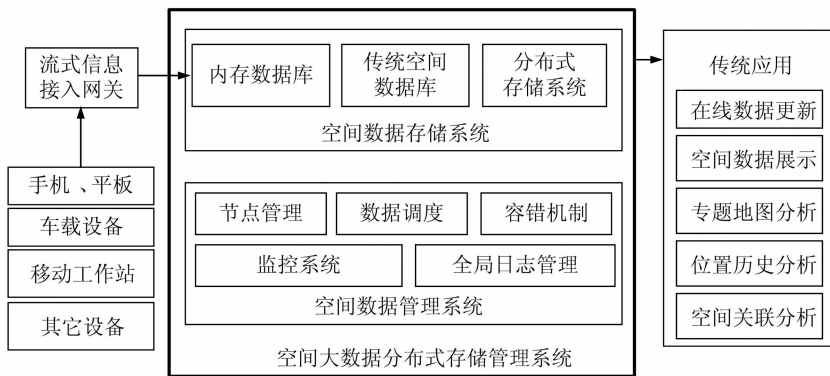 流式信息
接入网关
手机、平板
车载设备
移动工作站
其它设备
内存数据库
传统空间
数据库
分布式
存储系统
空间数据存储系统
节点管理
数据调度
容错机制
监控系统
全局日志管理
空间数据管理系统
空间大数据分布式存储管理系统
传统应用
在线数据更新
空间数据展示
专题地图分析
位置历史分析
空间关联分析